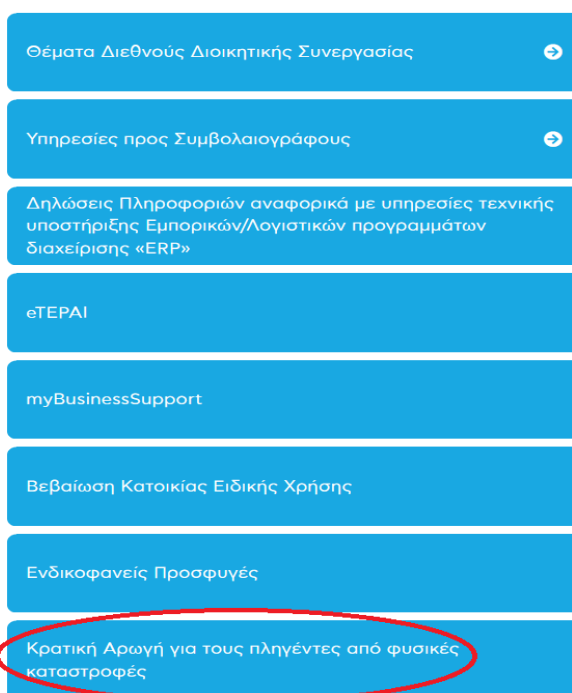 Θέματα Διεθνούς Διοικητικής Συνεργασίας
Υπηρεσίες προς Συμβολαιογράφους
Δηλώσεις Πληροφοριών αναφορικά με υπηρεσίες τεχνικής
υποστήριξης Εμπορικών/Λογιστικών προγραμμάτων
διαχείρισης «ERP»
eΤΕΡΑΙ
myBusinessSupport
Βεβαίωση Κατοικίας Ειδικής Χρήσης
Ενδικοφανείς Προσφυγές
Κρατική Αρωγή για τους πληγέντες από φυσικές
καταστροφές